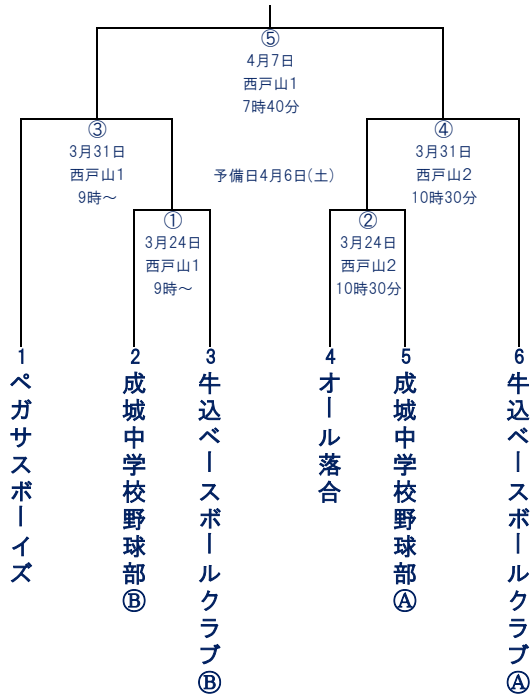 ⑤
4月7日
西戸山1
7時40分
③
3月31日
西戸山1
9時～
④
3月31日
西戸山2
10時30分
予備日4月6日(土)
①
3月24日
西戸山1
9時～
②
3月24日
西戸山2
10時30分
1 ペガサスボーイズ
2 成城中学校野球部Ⓑ
3 牛込ベースボールクラブⒷ
4 オール落合
5 成城中学校野球部Ⓐ
6 牛込ベースボールクラブⒶ